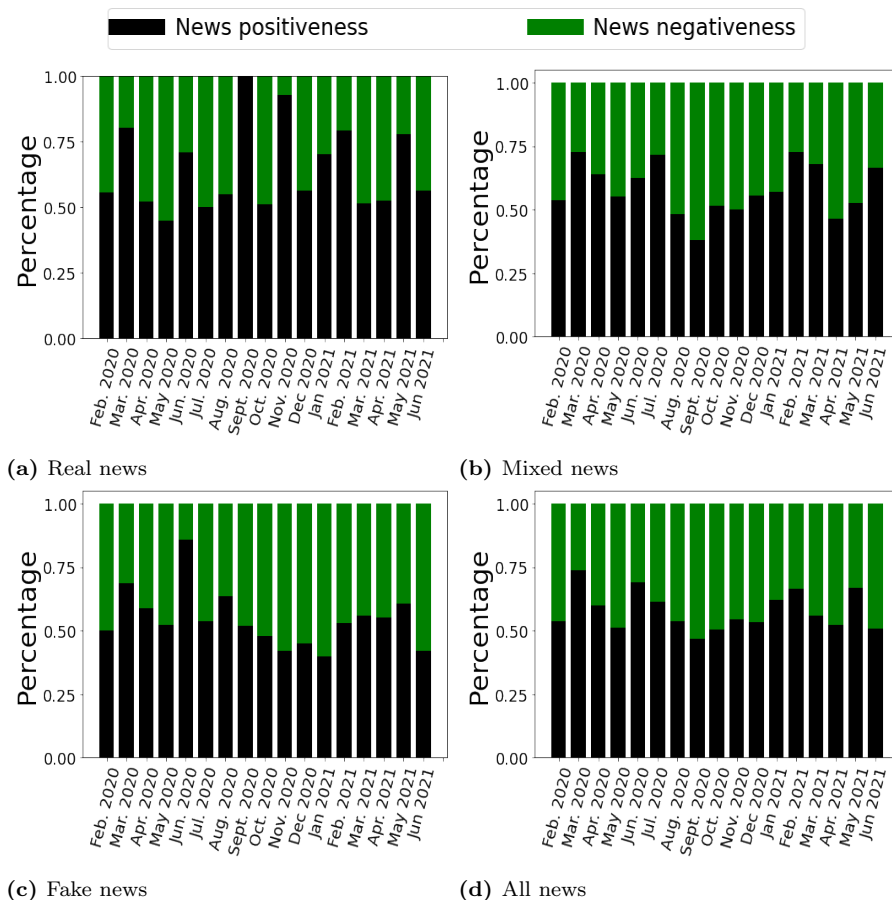 News positiveness News negativeness
1.00
0.75
0.50
0.25
0.00
Percentage
Feb. 2020
Mar. 2020
Apr. 2020
May 2020
Jun. 2020
Jul. 2020
Aug. 2020
Sept. 2020
Oct. 2020
Nov. 2020
Dec 2020
Jan 2021
Feb. 2021
Mar. 2021
Apr. 2021
May 2021
Jun 2021
(a) Real news
1.00
0.75
0.50
0.25
0.00
Percentage
Feb. 2020
Mar. 2020
Apr. 2020
May 2020
Jun. 2020
Jul. 2020
Aug. 2020
Sept. 2020
Oct. 2020
Nov. 2020
Dec 2020
Jan 2021
Feb. 2021
Mar. 2021
Apr. 2021
May 2021
Jun 2021
(b) Mixed news
1.00
0.75
0.50
0.25
0.00
Percentage
Feb. 2020
Mar. 2020
Apr. 2020
May 2020
Jun. 2020
Jul. 2020
Aug. 2020
Sept. 2020
Oct. 2020
Nov. 2020
Dec 2020
Jan 2021
Feb. 2021
Mar. 2021
Apr. 2021
May 2021
Jun 2021
(c) Fake news
1.00
0.75
0.50
0.25
0.00
Percentage
Feb. 2020
Mar. 2020
Apr. 2020
May 2020
Jun. 2020
Jul. 2020
Aug. 2020
Sept. 2020
Oct. 2020
Nov. 2020
Dec 2020
Jan 2021
Feb. 2021
Mar. 2021
Apr. 2021
May 2021
Jun 2021
(d) All news